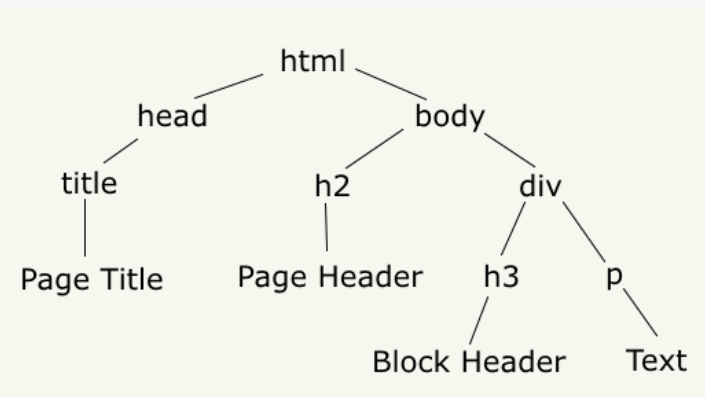 html
head body
title h2 div
Page Title Page Header h3 p
Block Header Text